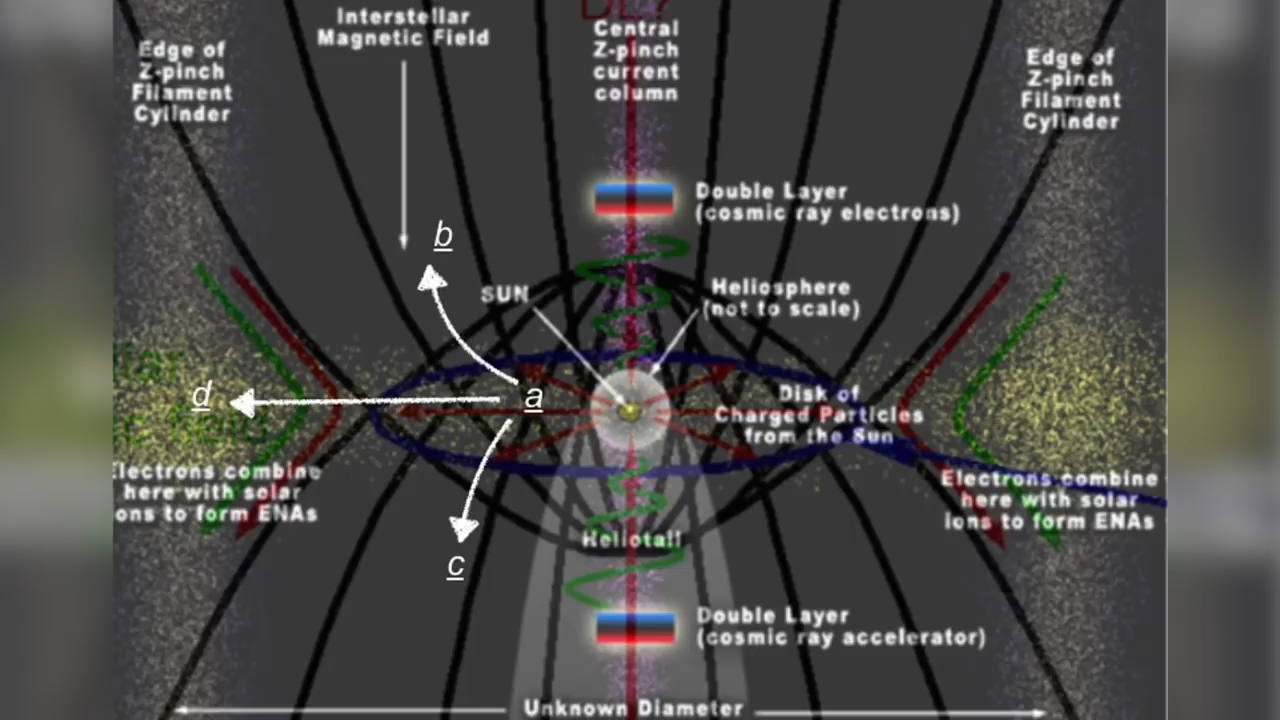 DL?
Interstellar
Magnetic Field
Edge of
Z-pinch
Filament
Cylinder
Central
Z-pinch
current
column
Edge of
Z-pinch
Filament
Cylinder
Double Layer
(cosmic ray electrons)
b
SUN
Heliosphere
(not to scale)
d
a
Disk of
Charged Particles
from the Sun
Electrons combine
here with solar
ions to form ENAs
Electrons combine
here with solar
ions to form ENAs
Heliotail
c
Double Layer
(cosmic ray accelerator)
Unknown Diameter